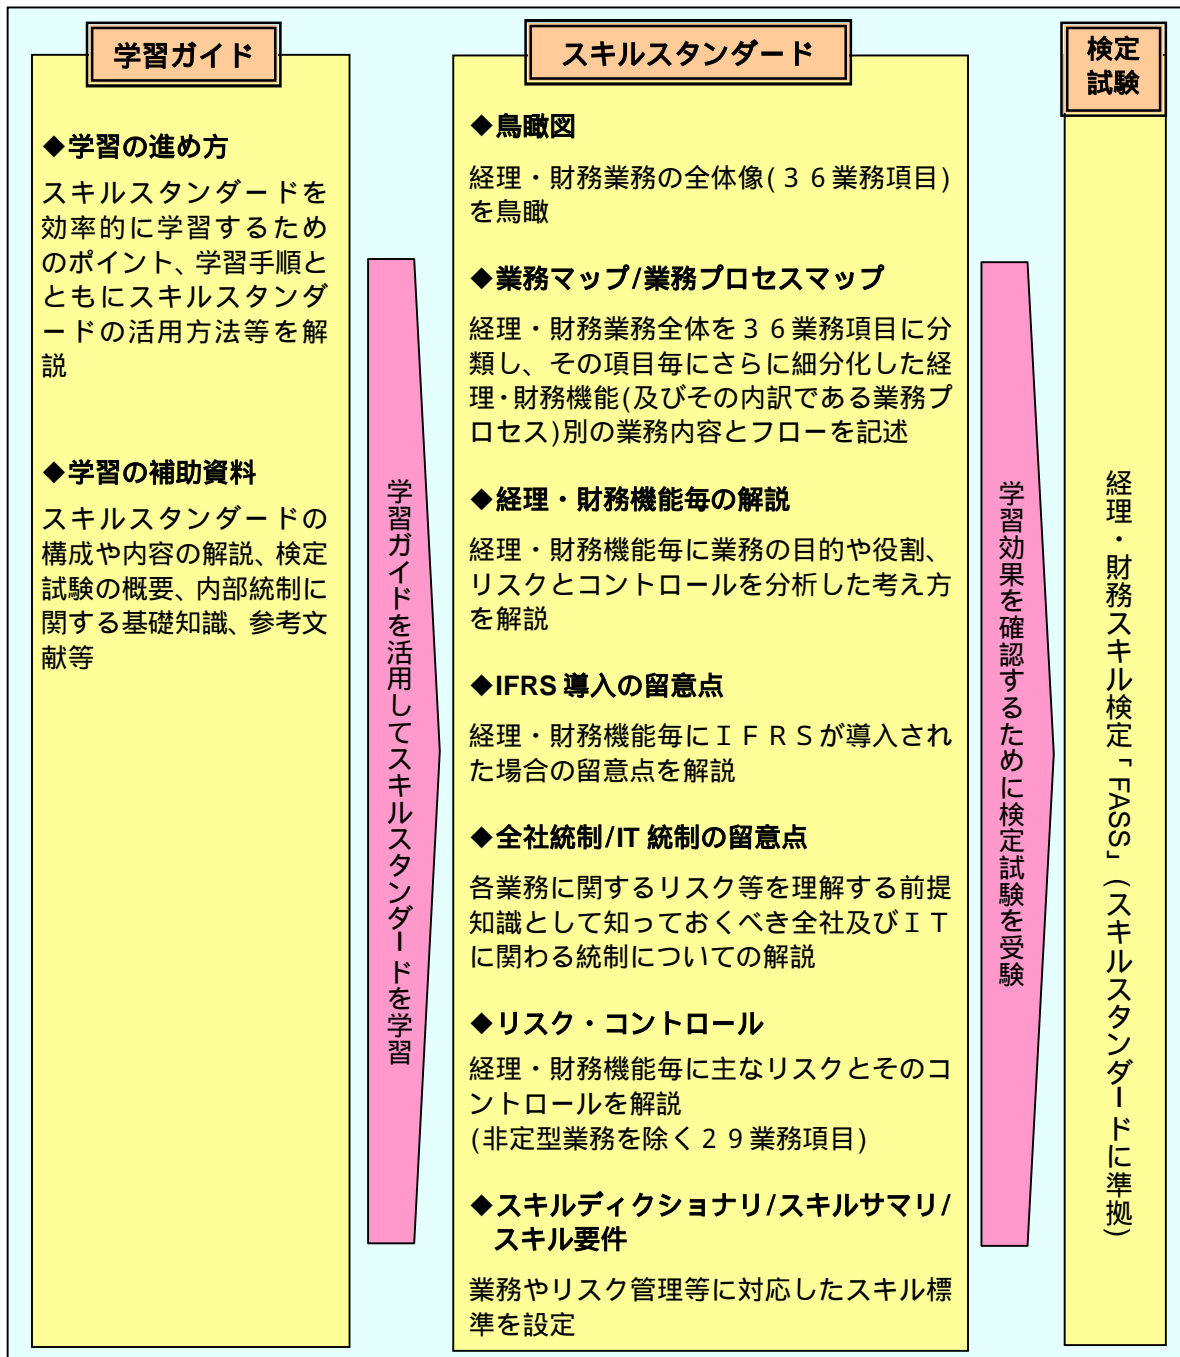 学習ガイド
◆学習の進め方
スキルスタンダードを
効率的に学習するため
のポイント、学習手順と
ともにスキルスタンダ
ードの活用方法等を解
説
◆学習の補助資料
スキルスタンダードの
構成や内容の解説、検定
試験の概要、内部統制に
関する基礎知識、参考文
献等
学習ガイドを活用してスキルスタンダードを学習
スキルスタンダード
◆鳥瞰図
経理・財務業務の全体像(３６業務項目)
を鳥瞰
◆業務マップ/業務プロセスマップ
経理・財務業務全体を３６業務項目に分
類し、その項目毎にさらに細分化した経
理・財務機能(及びその内訳である業務プ
ロセス)別の業務内容とフローを記述
◆経理・財務機能毎の解説
経理・財務機能毎に業務の目的や役割、
リスクとコントロールを分析した考え方
を解説
◆IFRS 導入の留意点
経理・財務機能毎にＩＦＲＳが導入され
た場合の留意点を解説
◆全社統制/IT 統制の留意点
各業務に関するリスク等を理解する前提
知識として知っておくべき全社及びＩＴ
に関わる統制についての解説
◆リスク・コントロール
経理・財務機能毎に主なリスクとそのコ
ントロールを解説
(非定型業務を除く２９業務項目)
◆スキルディクショナリ/スキルサマリ/
スキル要件
業務やリスク管理等に対応したスキル標
準を設定
学習効果を確認するために検定試験を受験
検定
試験
経理・財務スキル検定「FASS」(スキルスタンダードに準拠)